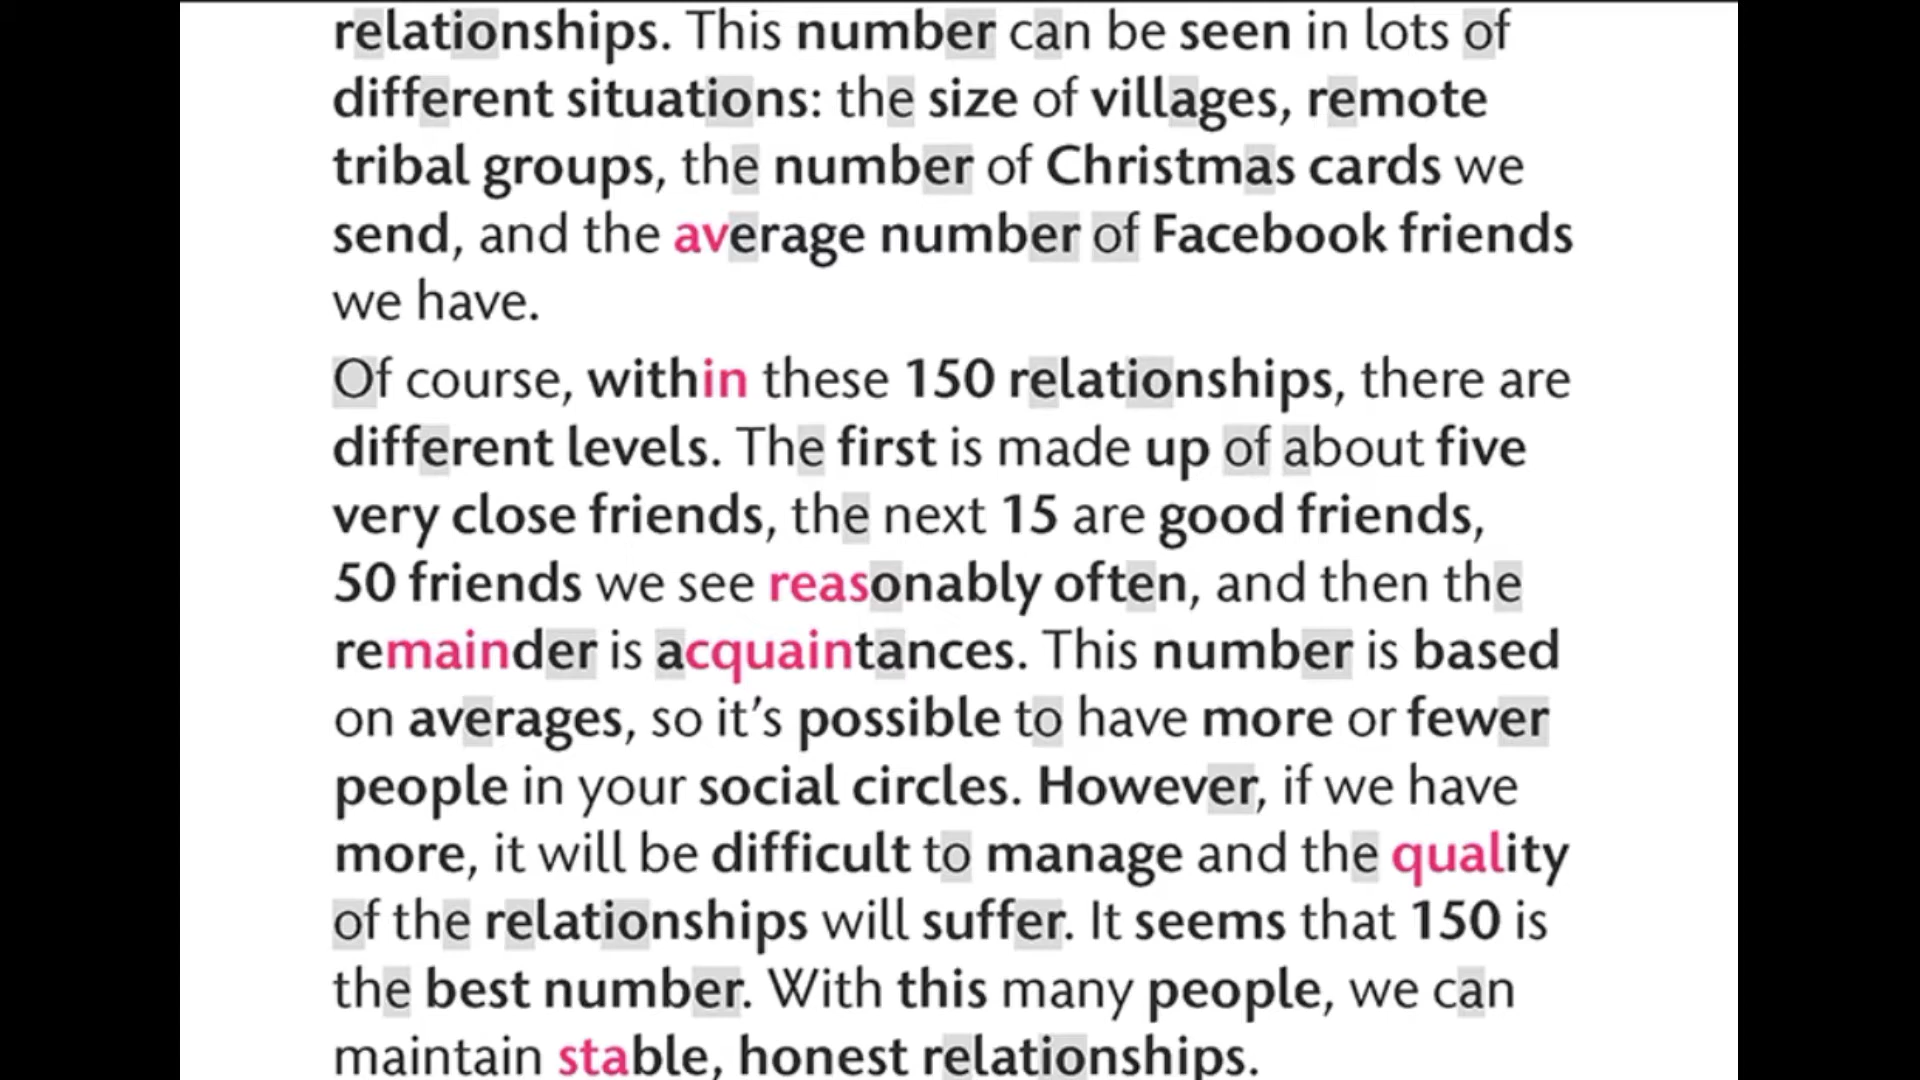 relationships. This number can be seen in lots of
different situations: the size of villages, remote
tribal groups, the number of Christmas cards we
send, and the average number of Facebook friends
we have.
Of course, within these 150 relationships, there are
different levels. The first is made up of about five
very close friends, the next 15 are good friends,
50 friends we see reasonably often, and then the
remainder is acquaintances. This number is based
on averages, so it’s possible to have more or fewer
people in your social circles. However, if we have
more, it will be difficult to manage and the quality
of the relationships will suffer. It seems that 150 is
the best number. With this many people, we can
maintain stable, honest relationships.